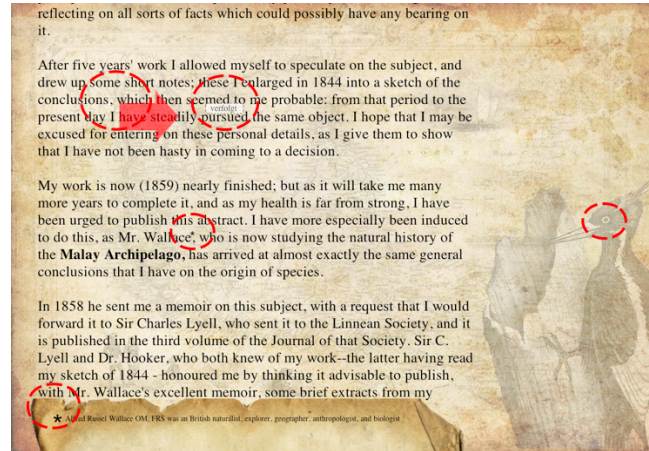 reflecting on all sorts of facts which could possibly have any bearing on
it.
After five years' work I allowed myself to speculate on the subject, and
drew up some short notes; these I enlarged in 1844 into a sketch of the
conclusions, which then seemed to me probable: from that period to the
verfolgt
present day I have steadily pursued the same object. I hope that I may be
excused for entering on these personal details, as I give them to show
that I have not been hasty in coming to a decision.
My work is now (1859) nearly finished; but as it will take me many
more years to complete it, and as my health is far from strong, I have
been urged to publish this abstract. I have more especially been induced
to do this, as Mr. Wallace*, who is now studying the natural history of
the Malay Archipelago, has arrived at almost exactly the same general
conclusions that I have on the origin of species.
In 1858 he sent me a memoir on this subject, with a request that I would
forward it to Sir Charles Lyell, who sent it to the Linnean Society, and it
is published in the third volume of the Journal of that Society. Sir C.
Lyell and Dr. Hooker, who both knew of my work--the latter having read
my sketch of 1844 - honoured me by thinking it advisable to publish,
with Mr. Wallace's excellent memoir, some brief extracts from my
* Alfred Russel Wallace OM, FRS was an British naturalist, explorer, geographer, anthropologist, and biologist